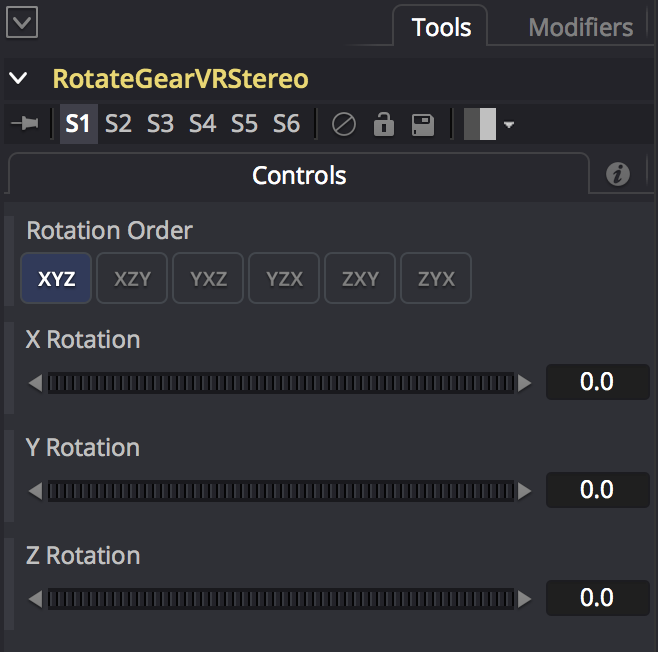 Tools Modifiers
RotateGearVRStereo
S1 S2 S3 S4 S5 S6
Controls
Rotation Order
XYZ XZY YXZ YZX ZXY ZYX
X Rotation
0.0
Y Rotation
0.0
Z Rotation
0.0